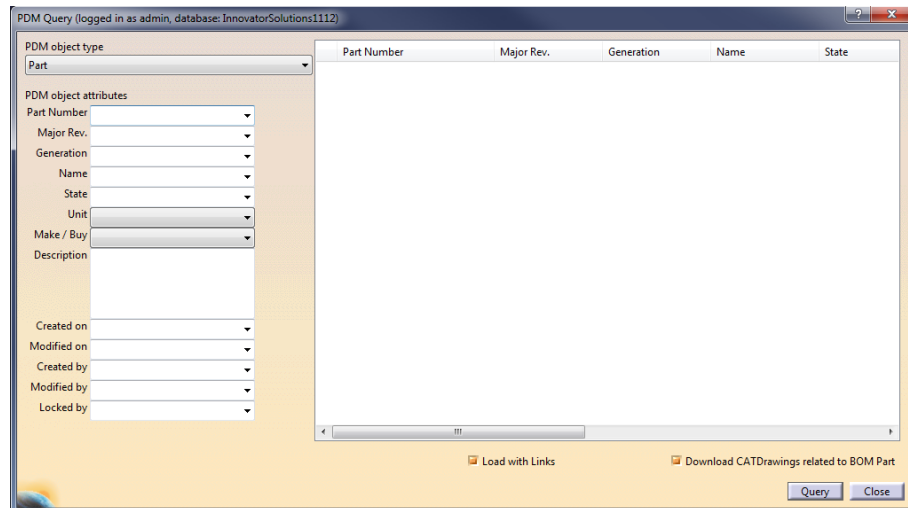 PDM Query (logged in as admin, database: InnovatorSolutions1112)
PDM object type
Part
PDM object attributes
Part Number
Major Rev.
Generation
Name
State
Unit
Make / Buy
Description
Created on
Modified on
Created by
Modified by
Locked by
Part Number Major Rev. Generation Name State
Load with Links Download CATDrawings related to BOM Part
Query Close